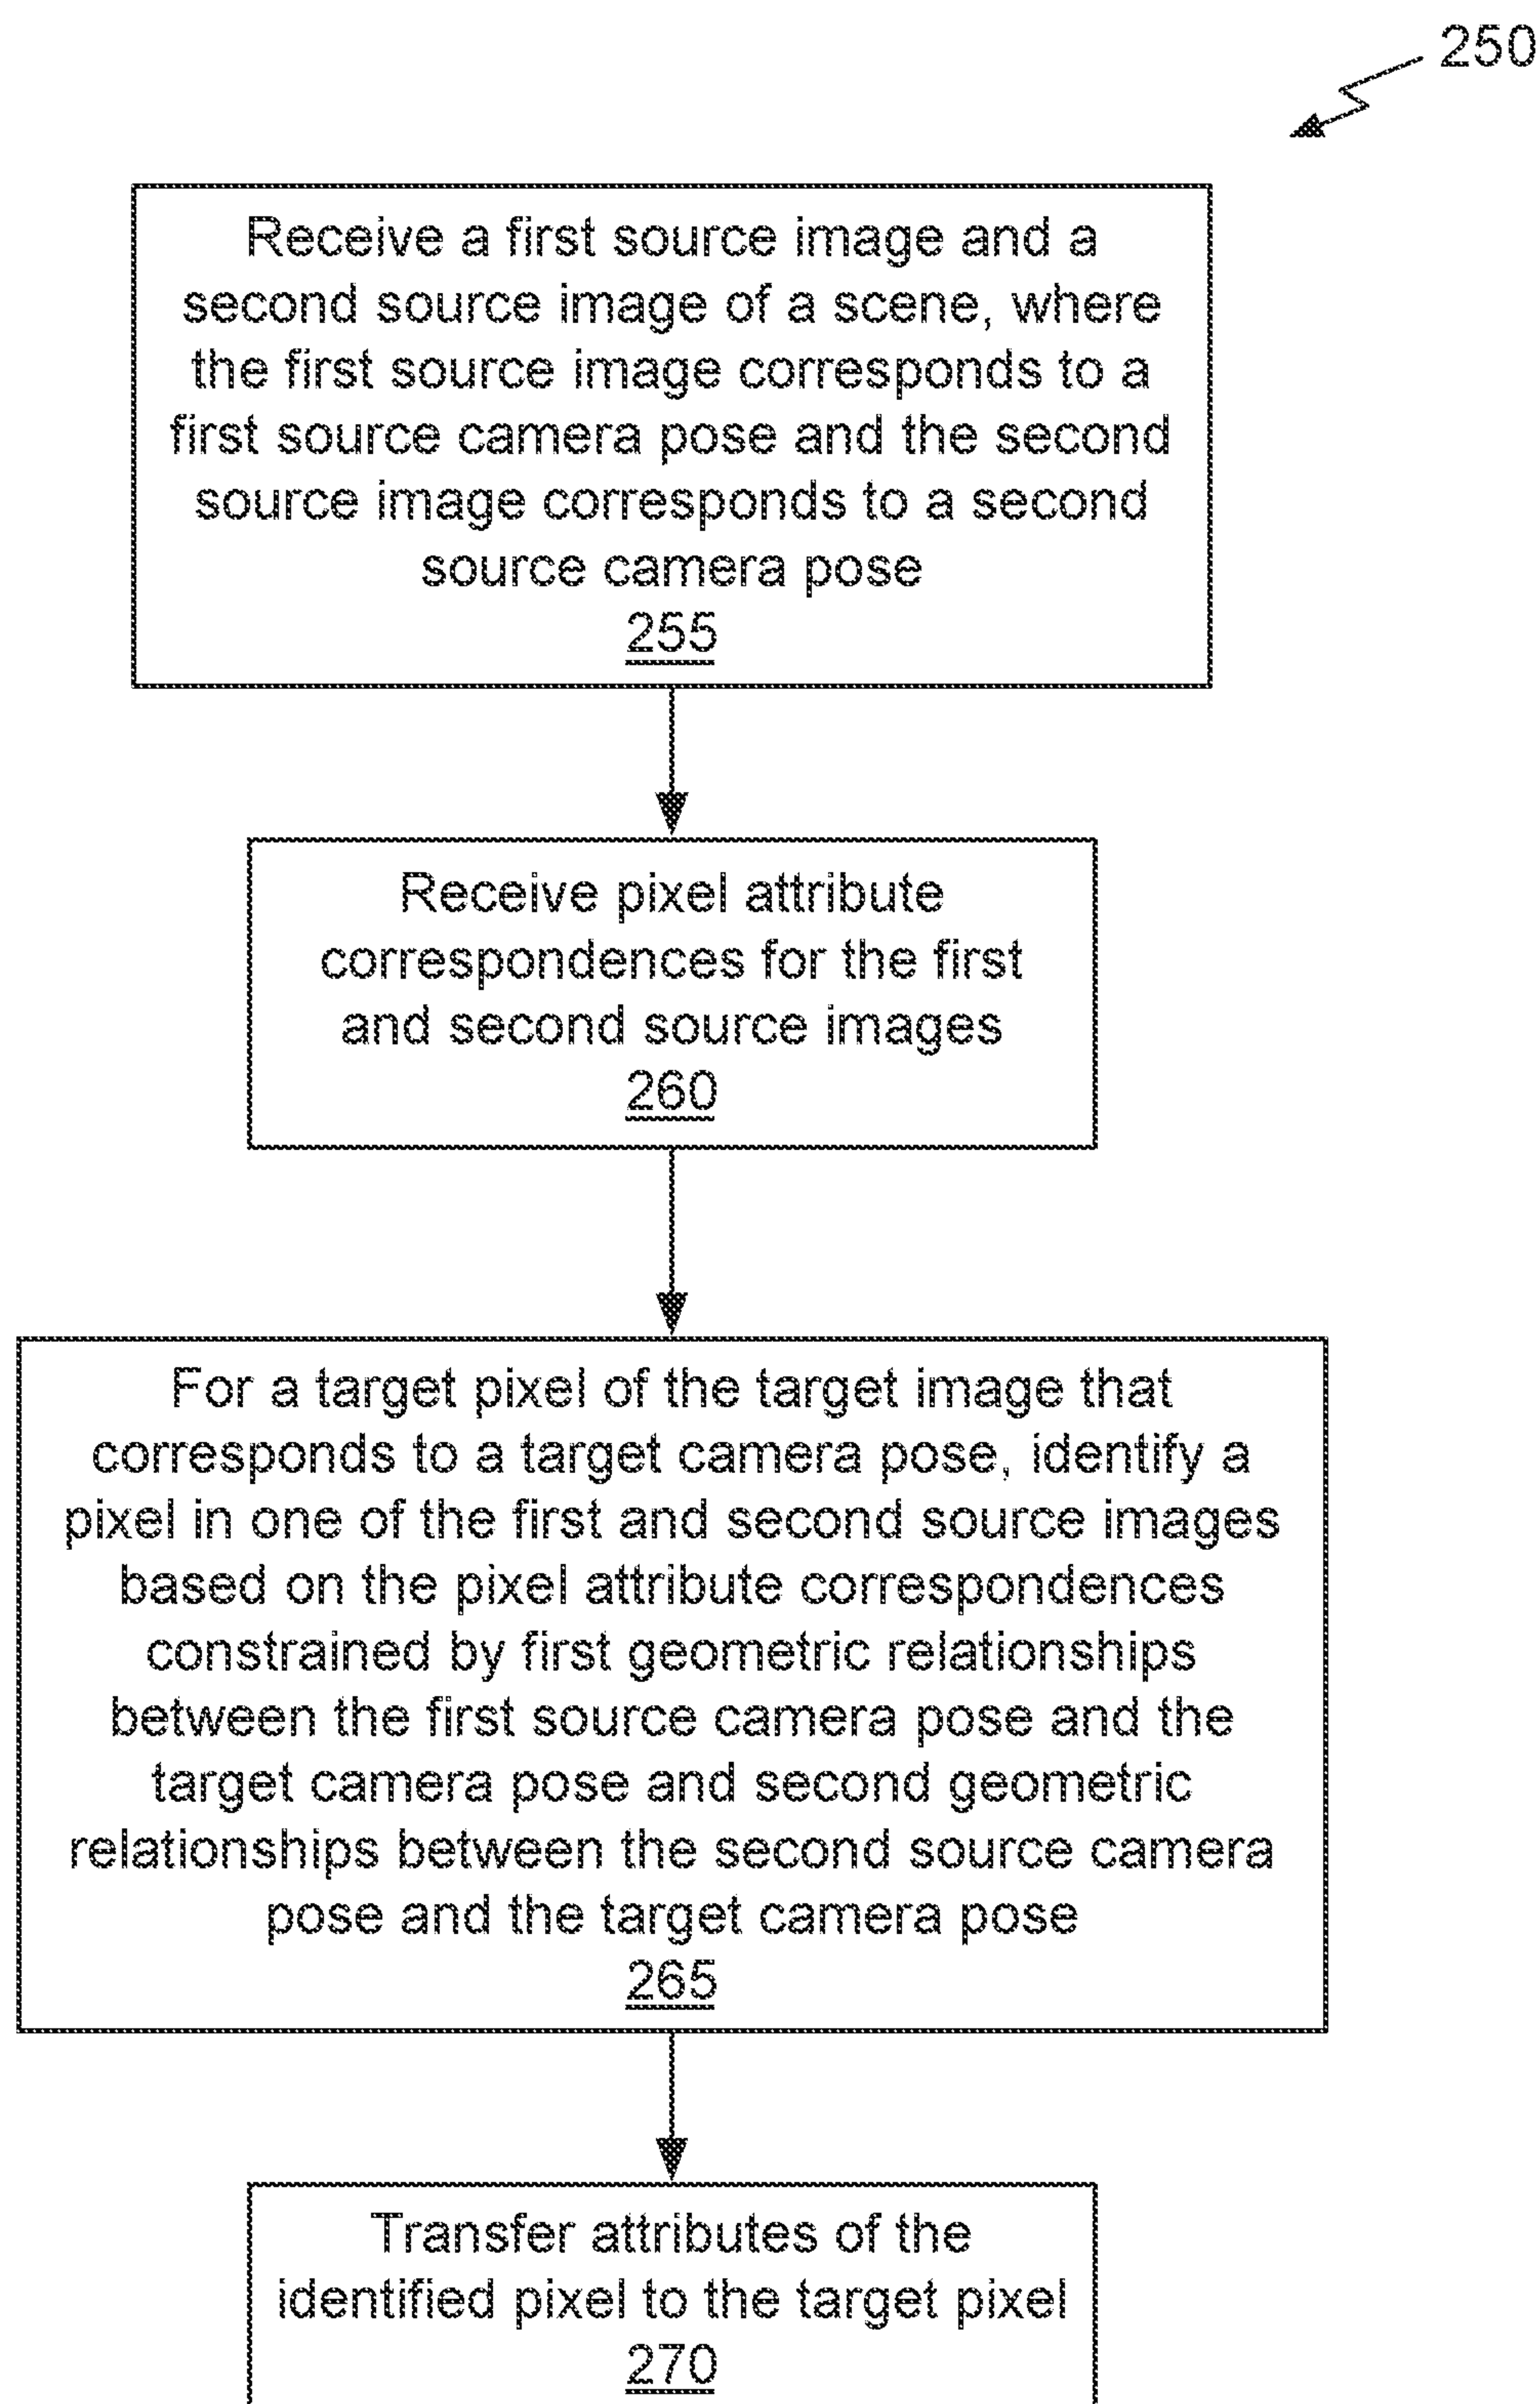 250
Receive a first source image and a
second source image of a scene, where
the first source image corresponds to a
first source camera pose and the second
source image corresponds to a second
source camera pose
255
Receive pixel attribute
correspondences for the first
and second source images
260
For a target pixel of the target image that
corresponds to a target camera pose, identify a
pixel in one of the first and second source images
based on the pixel attribute correspondences
constrained by first geometric relationships
between the first source camera pose and the
target camera pose and second geometric
relationships between the second source camera
pose and the target camera pose
265
Transfer attributes of the
identified pixel to the target pixel
270